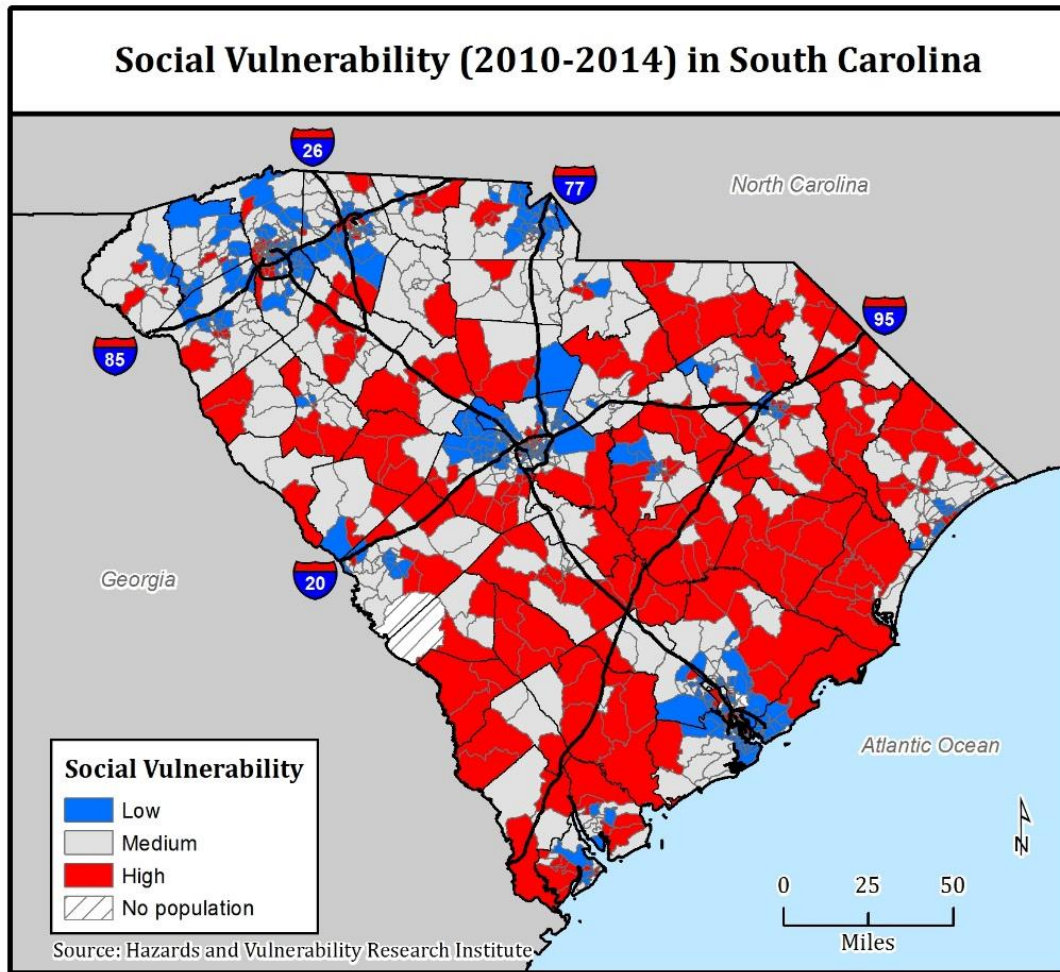 Social Vulnerability (2010-2014) in South Carolina
26
77
North Carolina
95
85
20
Georgia
Atlantic Ocean
Social Vulnerability
Low
Medium
High
No population
Source: Hazards and Vulnerability Research Institute
N
0 25 50
Miles